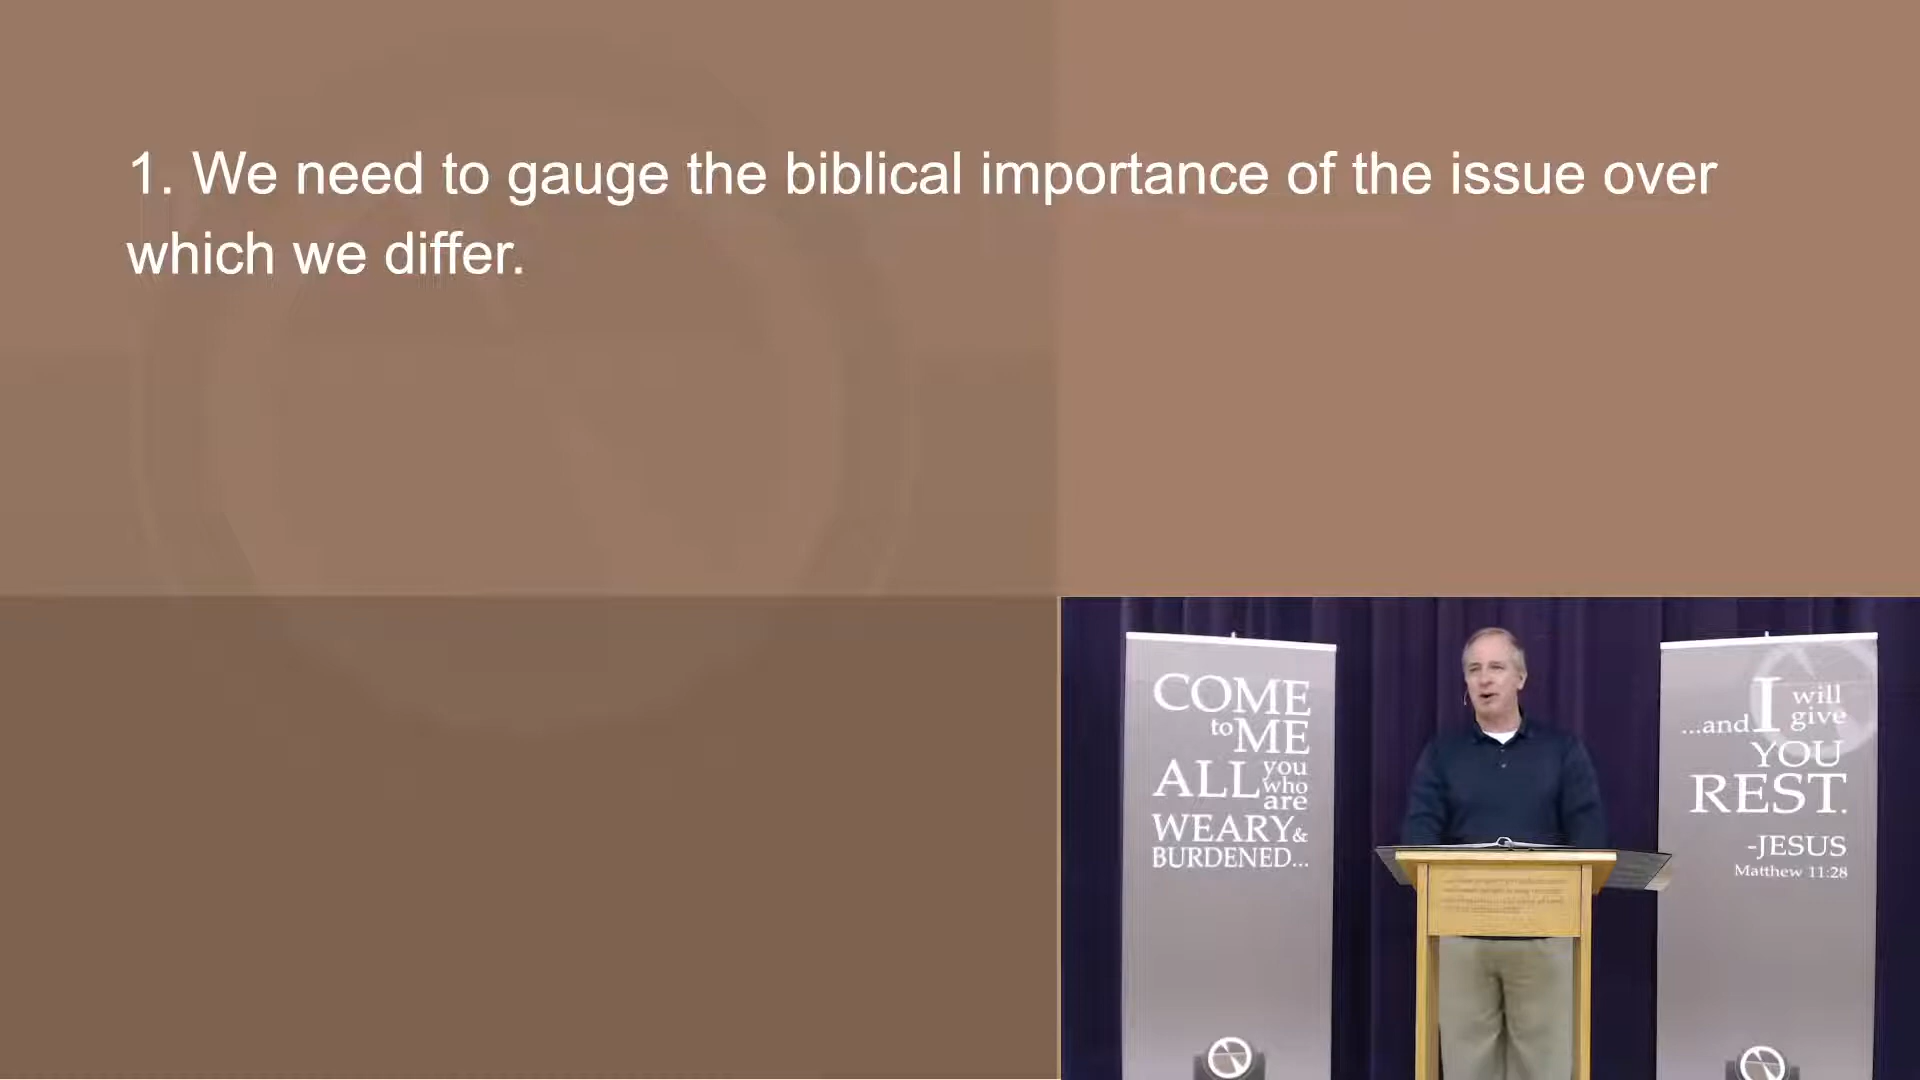 1. We need to gauge the biblical importance of the issue over
which we differ.
COME
to ME
ALL you who are
WEARY &
BURDENED...
...and I will give
YOU
REST.
-JESUS
Matthew 11:28